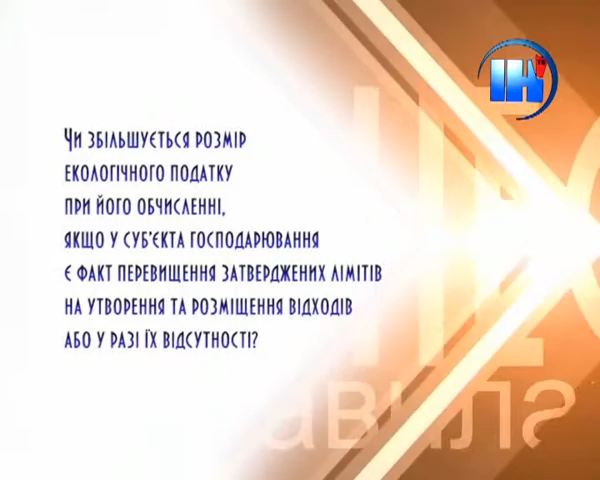 ІН
Чи збільшується розмір
екологічного податку
при його обчисленні,
якщо у суб'єкта господарювання
є факт перевищення затверджених лімітів
на утворення та розміщення відходів
або у разі їх відсутності?